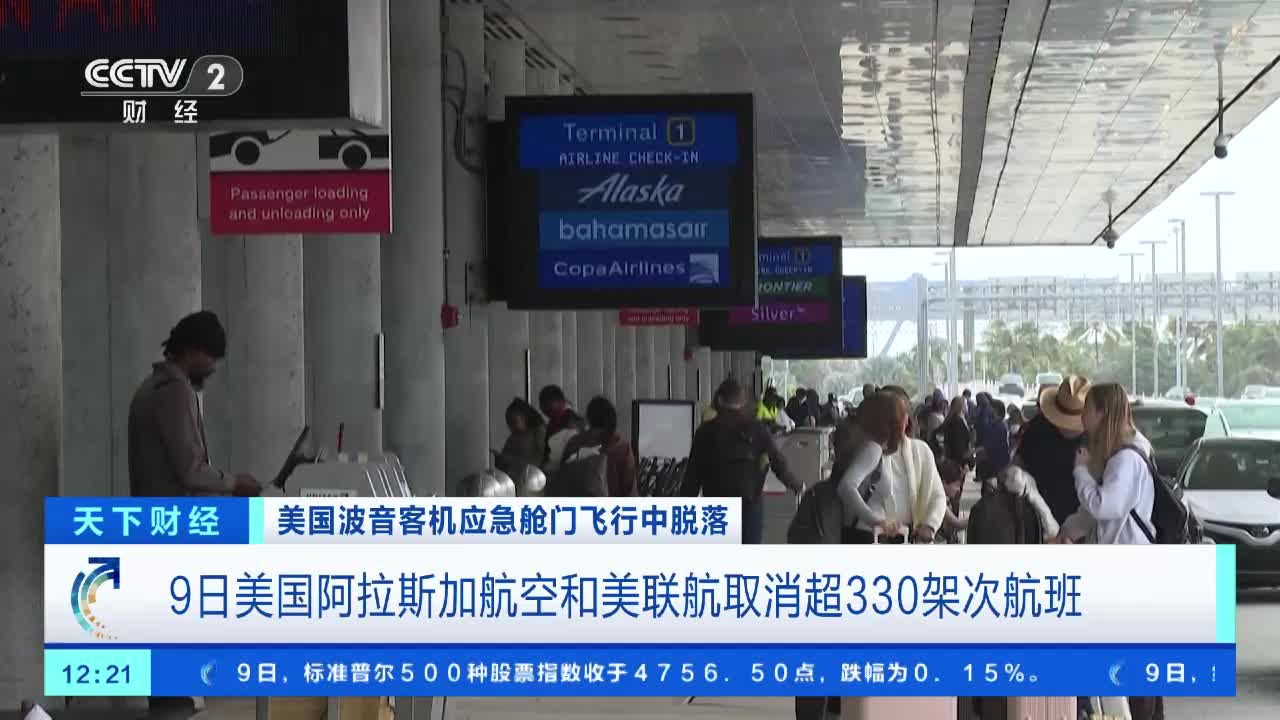 CCTV 2
财 经
Passenger loading
and unloading only
Terminal 1
AIRLINE CHECK-IN
Alaska
bahamasair
CopaAirlines
Silver
天下财经
美国波音客机应急舱门飞行中脱落
9日美国阿拉斯加航空和美联航取消超330架次航班
12:21
9日，标准普尔500种股票指数收于4756.50点，跌幅为0.15%。
9日，